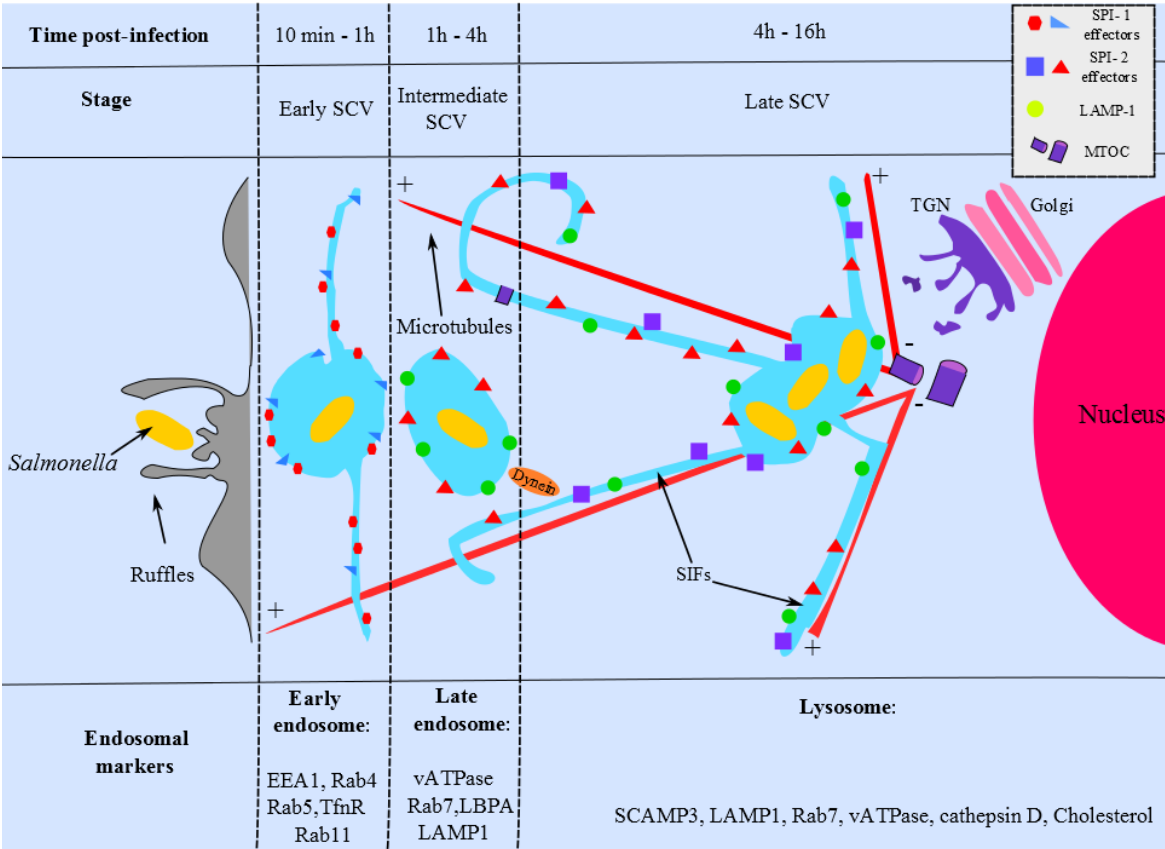 Time post-infection
10 min - 1h
1h - 4h
4h - 16h
SPI- 1
effectors
SPI- 2
effectors
LAMP-1
MTOC
Stage
Early SCV
Intermediate
SCV
Late SCV
+
+
TGN
Golgi
Microtubules
-
-
Nucleus
Salmonella
Dynein
Ruffles
SIFs
+
+
Endosomal
markers
Early
endosome:
EEA1, Rab4
Rab5,TfnR
Rab11
Late
endosome:
vATPase
Rab7,LBPA
LAMP1
Lysosome:
SCAMP3, LAMP1, Rab7, vATPase, cathepsin D, Cholesterol